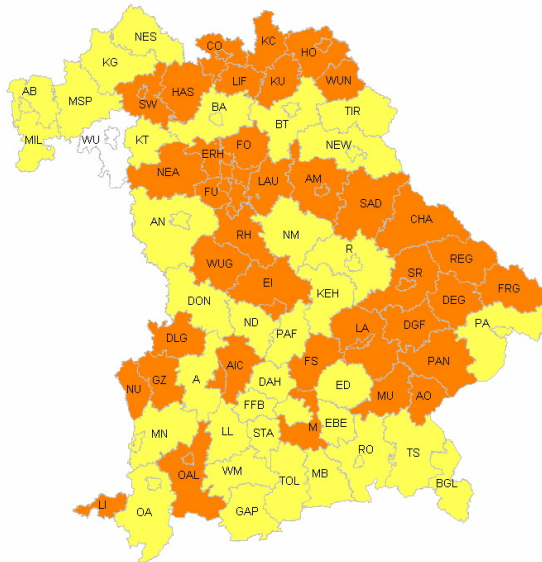 NES
CO
KC
HO
KG
LIF
KU
WUN
AB
HAS
MSP
SW
BA
TIR
MIL
WU
KT
BT
NEW
ERH
FO
NEA
LAU
AM
FU
SAD
CHA
AN
RH
NM
R
WUG
EI
SR
REG
DEG
FRG
KEH
DON
ND
PAF
LA
DGF
PA
DLG
AIC
FS
PAN
NU
GZ
A
DAH
ED
MU
AO
FFB
M
EBE
MN
LL
STA
RO
TS
OAL
WM
TOL
MB
BGL
LI
OA
GAP